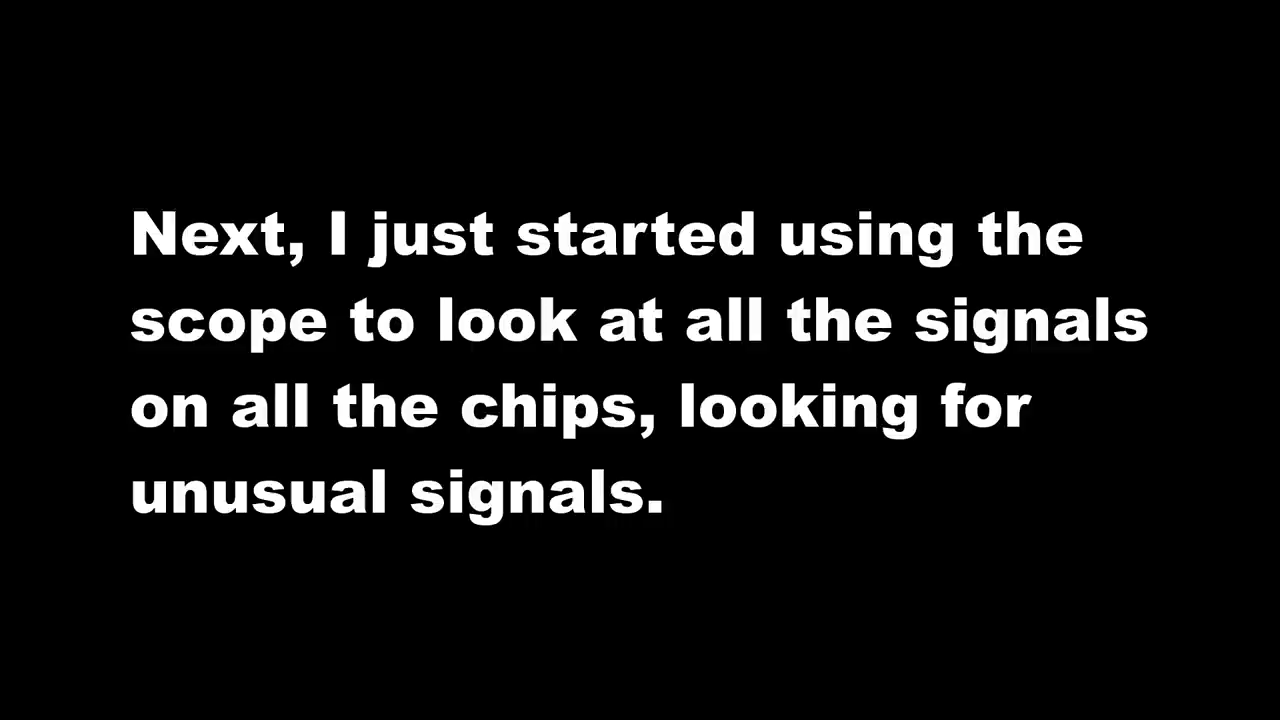 Next, I just started using the
scope to look at all the signals
on all the chips, looking for
unusual signals.